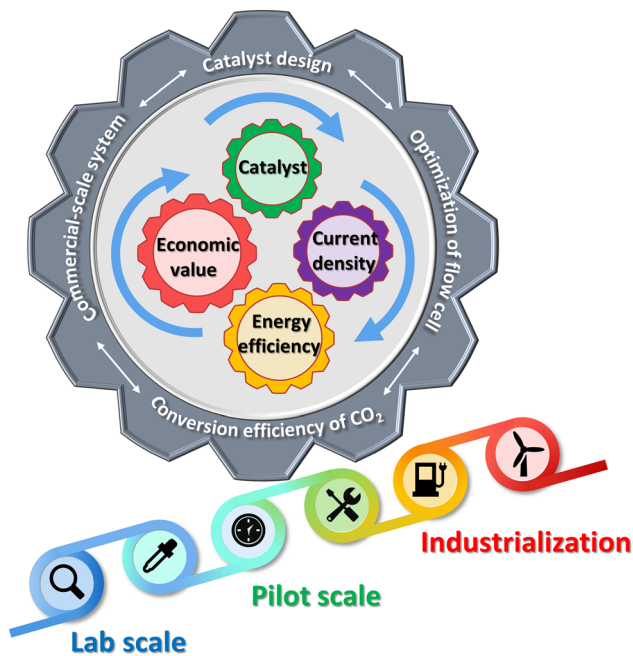 Catalyst design
Optimization of flow cell
Conversion efficiency of CO₂
Commercial-scale system
Catalyst
Current
density
Energy
efficiency
Economic
value
Industrialization
Pilot scale
Lab scale